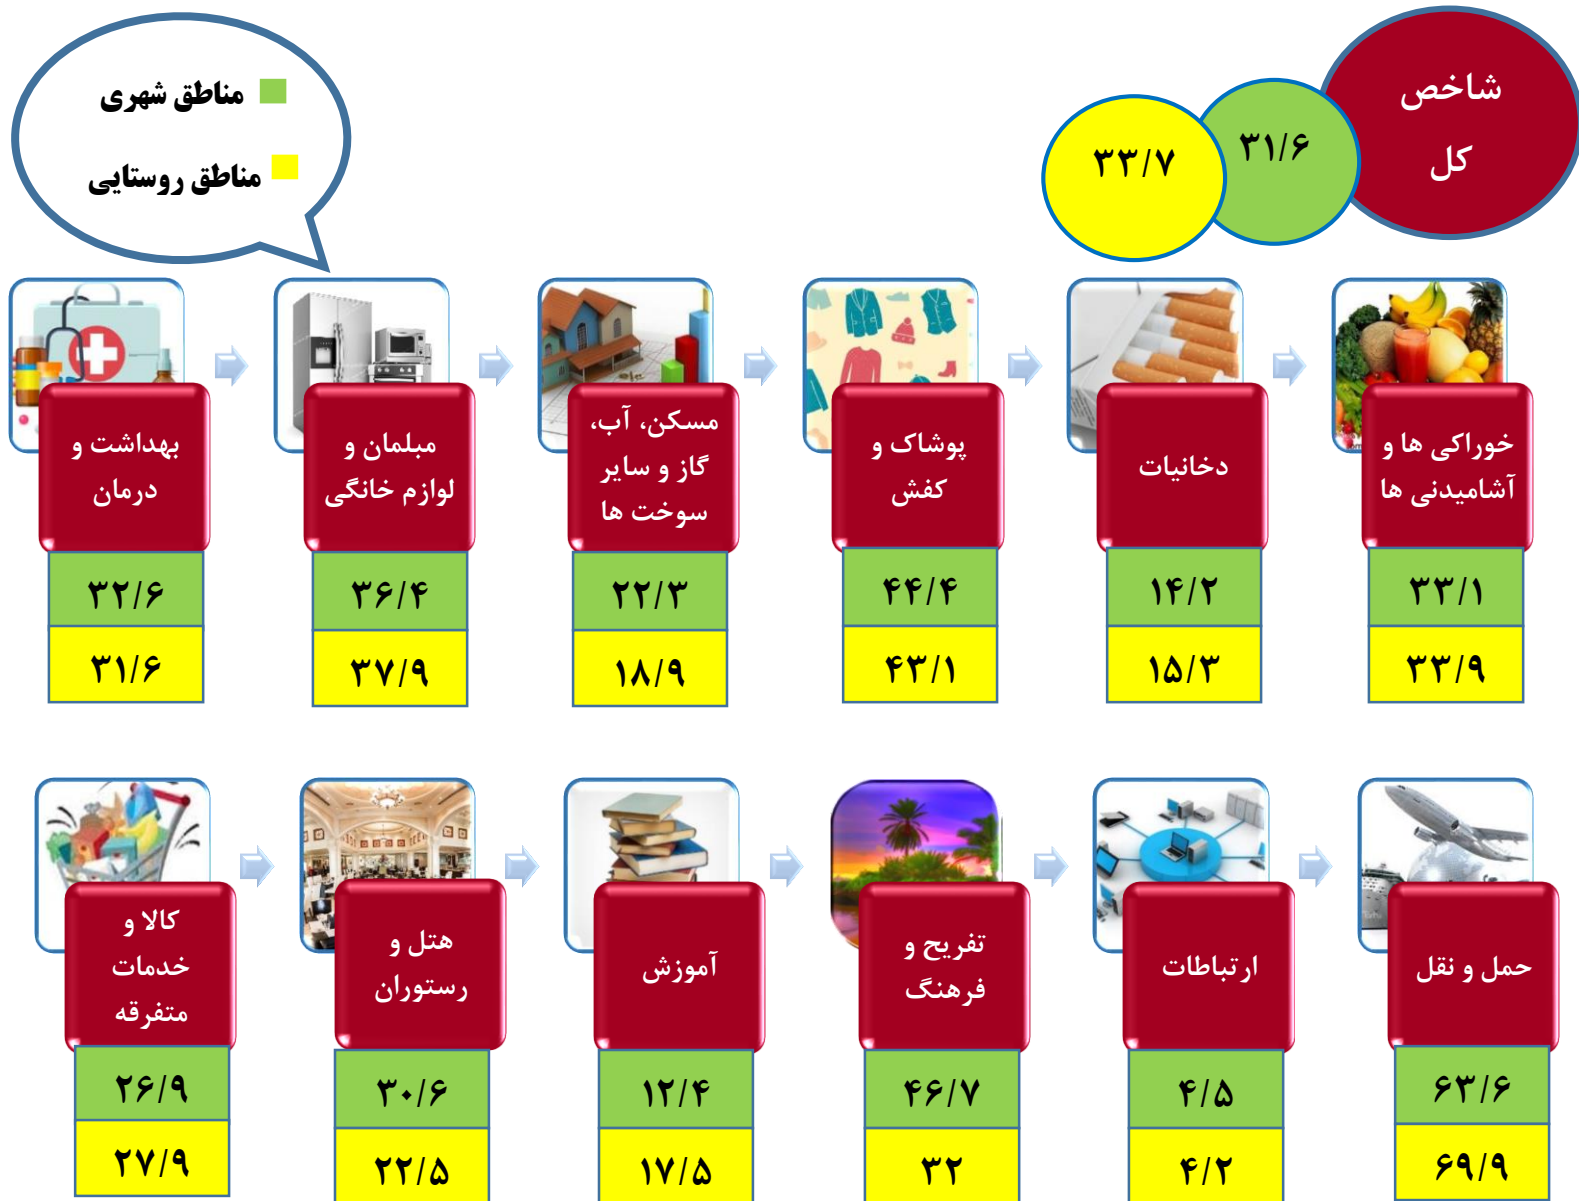 شاخص
کل
۳۱/۶
۳۳/۷
مناطق شهری
مناطق روستایی
خوراکی ها و
آشامیدنی ها
۳۳/۱
۳۳/۹
دخانیات
۱۴/۲
۱۵/۳
پوشاک و
کفش
۴۴/۴
۴۳/۱
مسکن، آب،
گاز و سایر
سوخت ها
۲۲/۳
۱۸/۹
مبلمان و
لوازم خانگی
۳۶/۴
۳۷/۹
بهداشت و
درمان
۳۲/۶
۳۱/۶
حمل و نقل
۶۳/۶
۶۹/۹
ارتباطات
۴/۵
۴/۲
تفریح و
فرهنگ
۴۶/۷
۳۲
آموزش
۱۲/۴
۱۷/۵
هتل و
رستوران
۳۰/۶
۲۲/۵
کالا و
خدمات
متفرقه
۲۶/۹
۲۷/۹